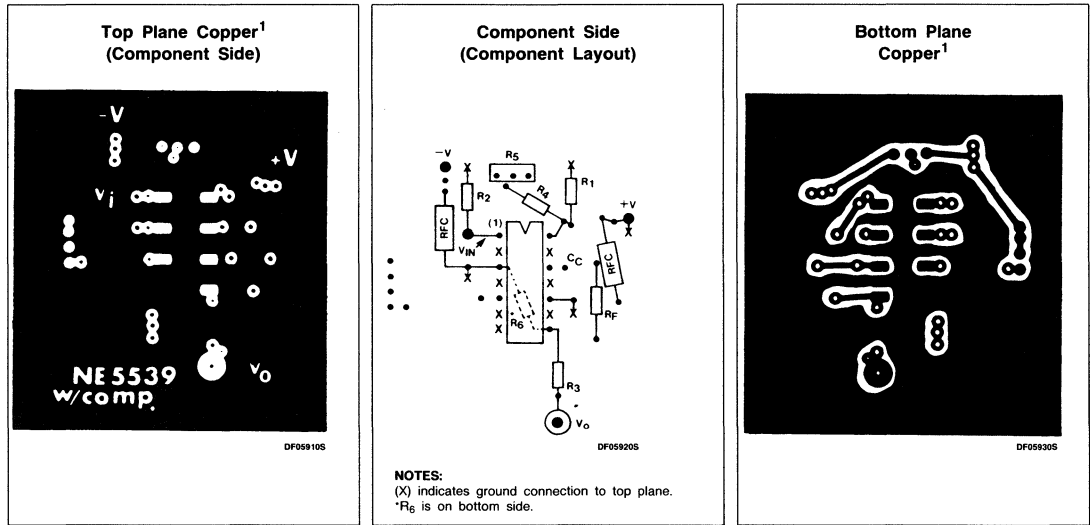 Top Plane Copper1
(Component Side)
-V
+V
Vi
NE5539
w/comp.
VO
DF05910S
Component Side
(Component Layout)
-V
X
R5
X
R2
R4
R1
+V
X
(1)
RFC
VIN
X
X
X
X
CC
RFC
X
X
X
X
X
RF
R6
X
X
R3
Vo
DF05920S
NOTES:
(X) indicates ground connection to top plane.
*R6 is on bottom side.
Bottom Plane
Copper1
DF05930S